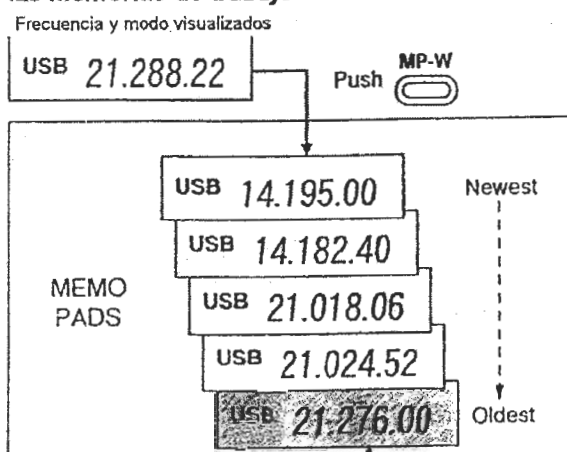 Frecuencia y modo visualizados
USB 21.288.22
Push MP-W
USB 14.195.00
Newest
USB 14.182.40
MEMO
PADS
USB 21.018.06
USB 21.024.52
USB 21.276.00
Oldest